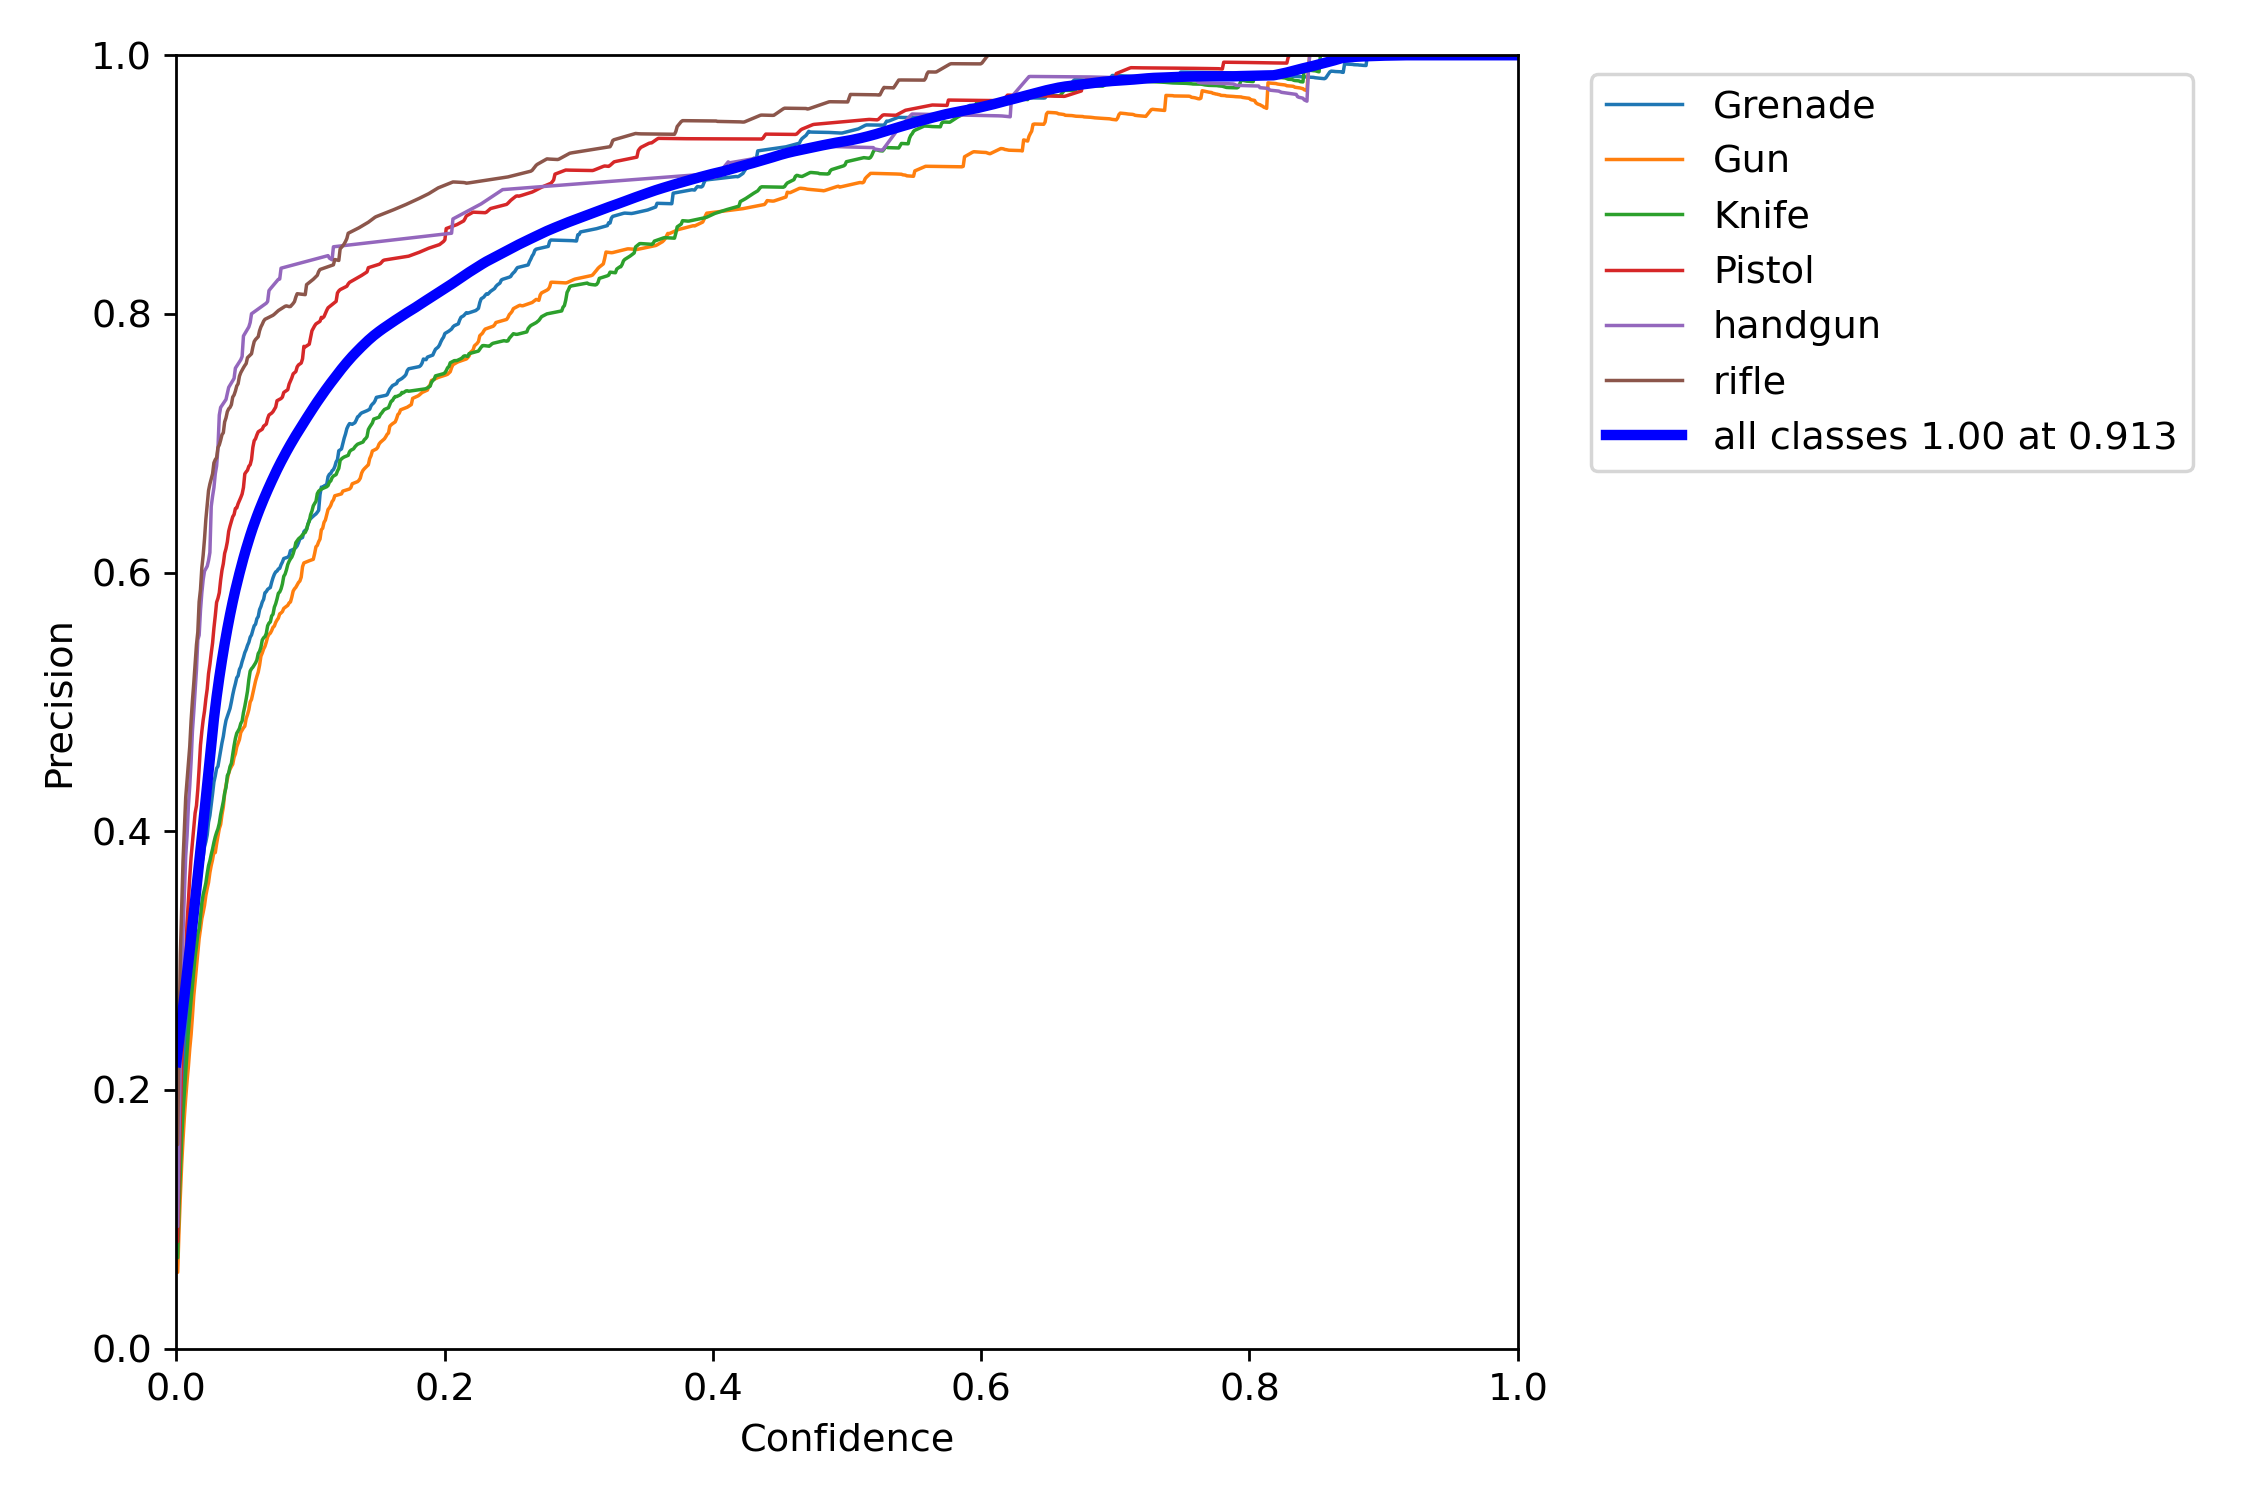 1.0
0.8
0.6
0.4
0.2
0.0
Precision
0.0 0.2 0.4 0.6 0.8 1.0
Confidence
Grenade
Gun
Knife
Pistol
handgun
rifle
all classes 1.00 at 0.913